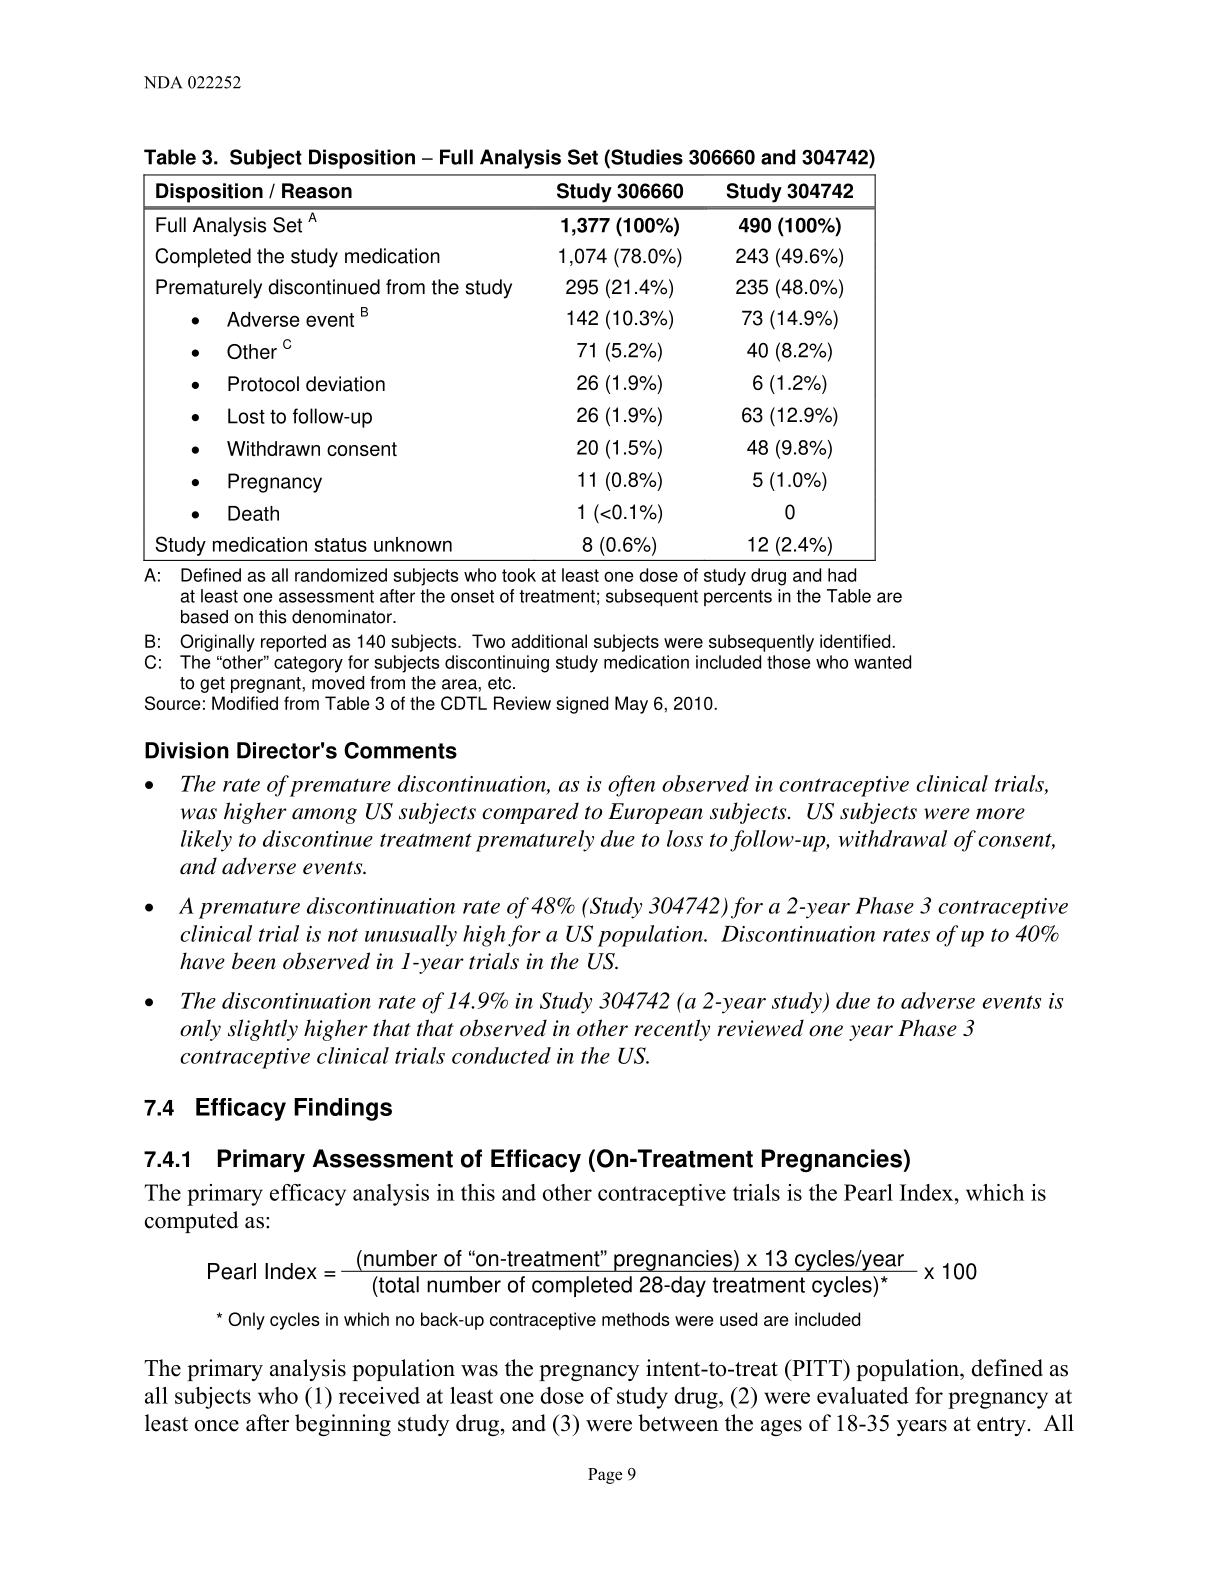 NDA 022252
Table 3.  Subject Disposition – Full Analysis Set (Studies 306660 and 304742)
Disposition / Reason Study 306660 Study 304742
Full Analysis Set A 1,377 (100%) 490 (100%)
Completed the study medication 1,074 (78.0%) 243 (49.6%)
Prematurely discontinued from the study 295 (21.4%) 235 (48.0%)
• Adverse event B 142 (10.3%) 73 (14.9%)
• Other C 71 (5.2%) 40 (8.2%)
• Protocol deviation 26 (1.9%) 6 (1.2%)
• Lost to follow-up 26 (1.9%) 63 (12.9%)
• Withdrawn consent 20 (1.5%) 48 (9.8%)
• Pregnancy 11 (0.8%) 5 (1.0%)
• Death 1 (<0.1%) 0
Study medication status unknown 8 (0.6%) 12 (2.4%)
A: Defined as all randomized subjects who took at least one dose of study drug and had
at least one assessment after the onset of treatment; subsequent percents in the Table are
based on this denominator.
B: Originally reported as 140 subjects.  Two additional subjects were subsequently identified.
C: The “other” category for subjects discontinuing study medication included those who wanted
to get pregnant, moved from the area, etc.
Source: Modified from Table 3 of the CDTL Review signed May 6, 2010.
Division Director's Comments
• The rate of premature discontinuation, as is often observed in contraceptive clinical trials,
was higher among US subjects compared to European subjects.  US subjects were more
likely to discontinue treatment prematurely due to loss to follow-up, withdrawal of consent,
and adverse events.
• A premature discontinuation rate of 48% (Study 304742) for a 2-year Phase 3 contraceptive
clinical trial is not unusually high for a US population.  Discontinuation rates of up to 40%
have been observed in 1-year trials in the US.
• The discontinuation rate of 14.9% in Study 304742 (a 2-year study) due to adverse events is
only slightly higher that that observed in other recently reviewed one year Phase 3
contraceptive clinical trials conducted in the US.
7.4 Efficacy Findings
7.4.1 Primary Assessment of Efficacy (On-Treatment Pregnancies)
The primary efficacy analysis in this and other contraceptive trials is the Pearl Index, which is
computed as:
(number of “on-treatment” pregnancies) x 13 cycles/year
Pearl Index = x 100
(total number of completed 28-day treatment cycles)*
* Only cycles in which no back-up contraceptive methods were used are included
The primary analysis population was the pregnancy intent-to-treat (PITT) population, defined as
all subjects who (1) received at least one dose of study drug, (2) were evaluated for pregnancy at
least once after beginning study drug, and (3) were between the ages of 18-35 years at entry.  All
Page 9